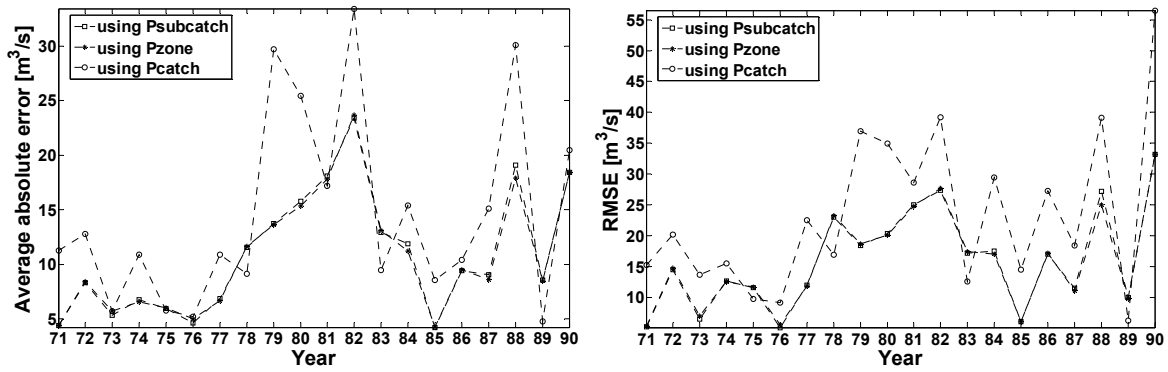 Average absolute error [m³/s]
using Psubcatch
using Pzone
using Pcatch
30
25
20
15
10
5
71 72 73 74 75 76 77 78 79 80 81 82 83 84 85 86 87 88 89 90
Year
RMSE [m³/s]
using Psubcatch
using Pzone
using Pcatch
55
50
45
40
35
30
25
20
15
10
71 72 73 74 75 76 77 78 79 80 81 82 83 84 85 86 87 88 89 90
Year